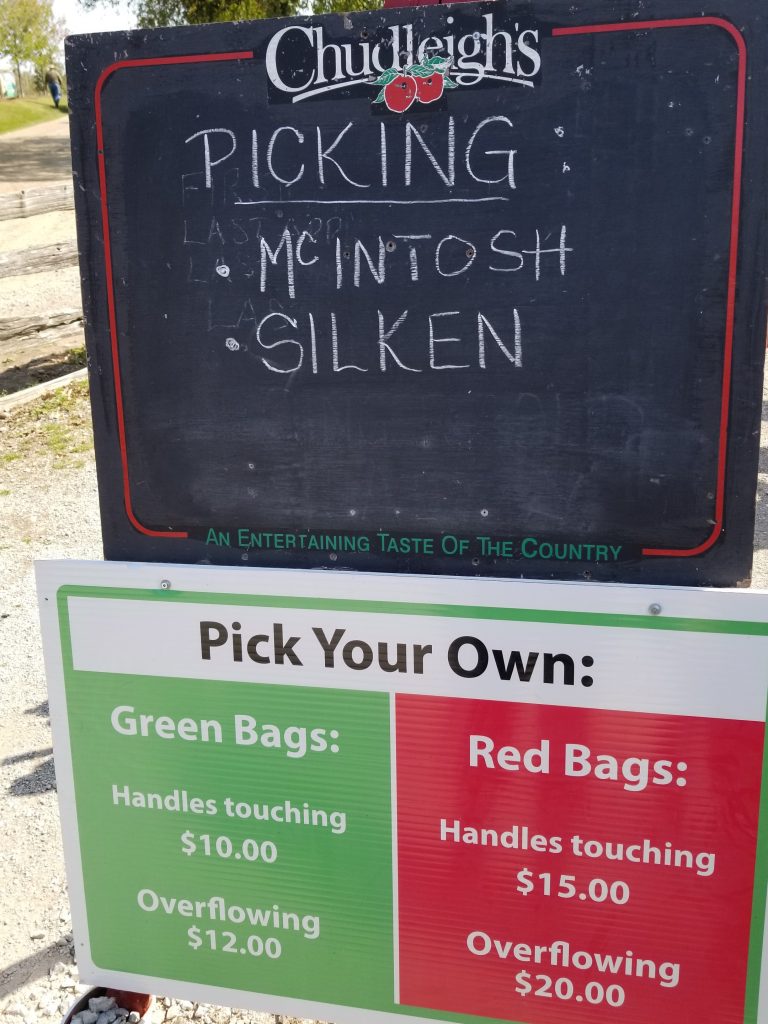 Chudleigh's
PICKING:
• McINTOSH
• SILKEN
AN ENTERTAINING TASTE OF THE COUNTRY
Pick Your Own:
Green Bags:
Handles touching
$10.00
Overflowing
$12.00
Red Bags:
Handles touching
$15.00
Overflowing
$20.00